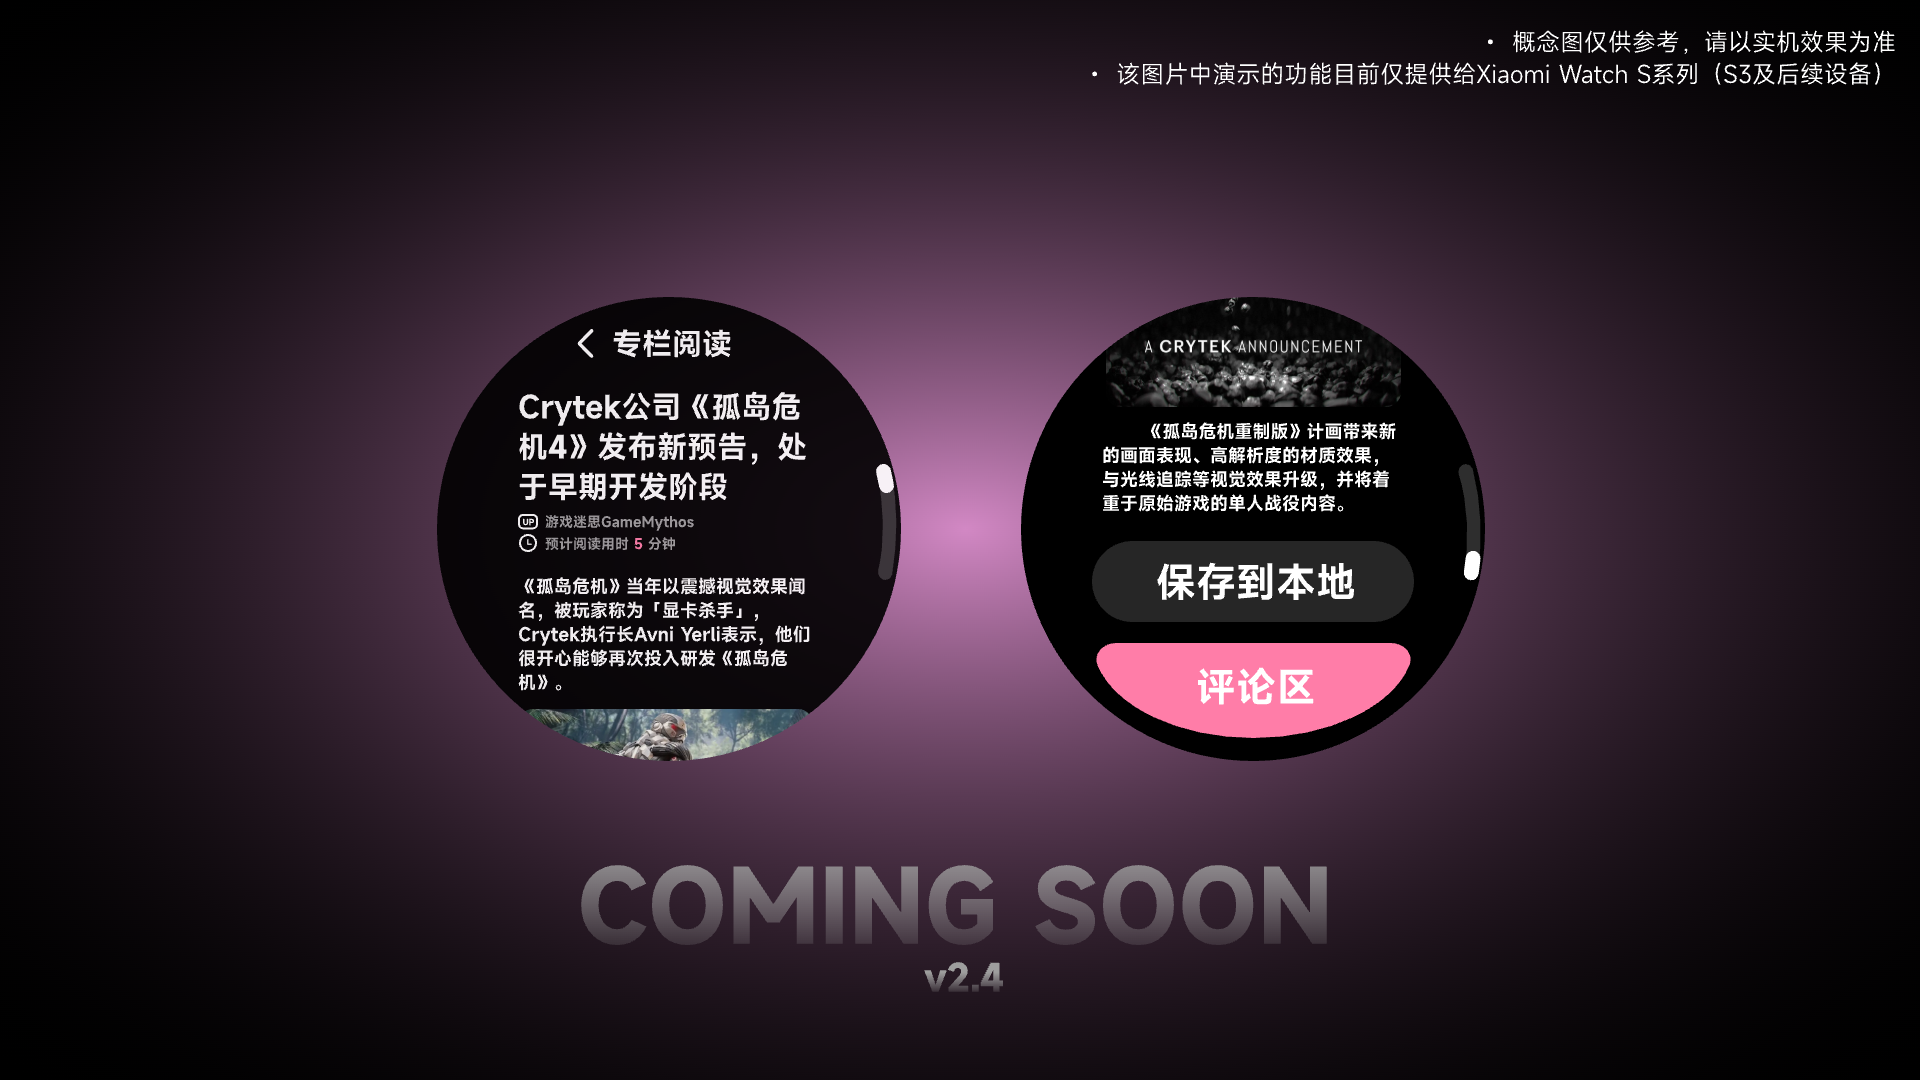 • 概念图仅供参考，请以实机效果为准
• 该图片中演示的功能目前仅提供给Xiaomi Watch S系列（S3及后续设备）
专栏阅读
Crytek公司《孤岛危
机4》发布新预告，处
于早期开发阶段
UP 游戏迷思GameMythos
预计阅读用时 5 分钟
《孤岛危机》当年以震撼视觉效果闻
名，被玩家称为「显卡杀手」，
Crytek执行长Avni Yerli表示，他们
很开心能够再次投入研发《孤岛危
机》。
A CRYTEK ANNOUNCEMENT
《孤岛危机重制版》计画带来新
的画面表现、高解析度的材质效果，
与光线追踪等视觉效果升级，并将着
重于原始游戏的单人战役内容。
保存到本地
评论区
COMING SOON
v2.4